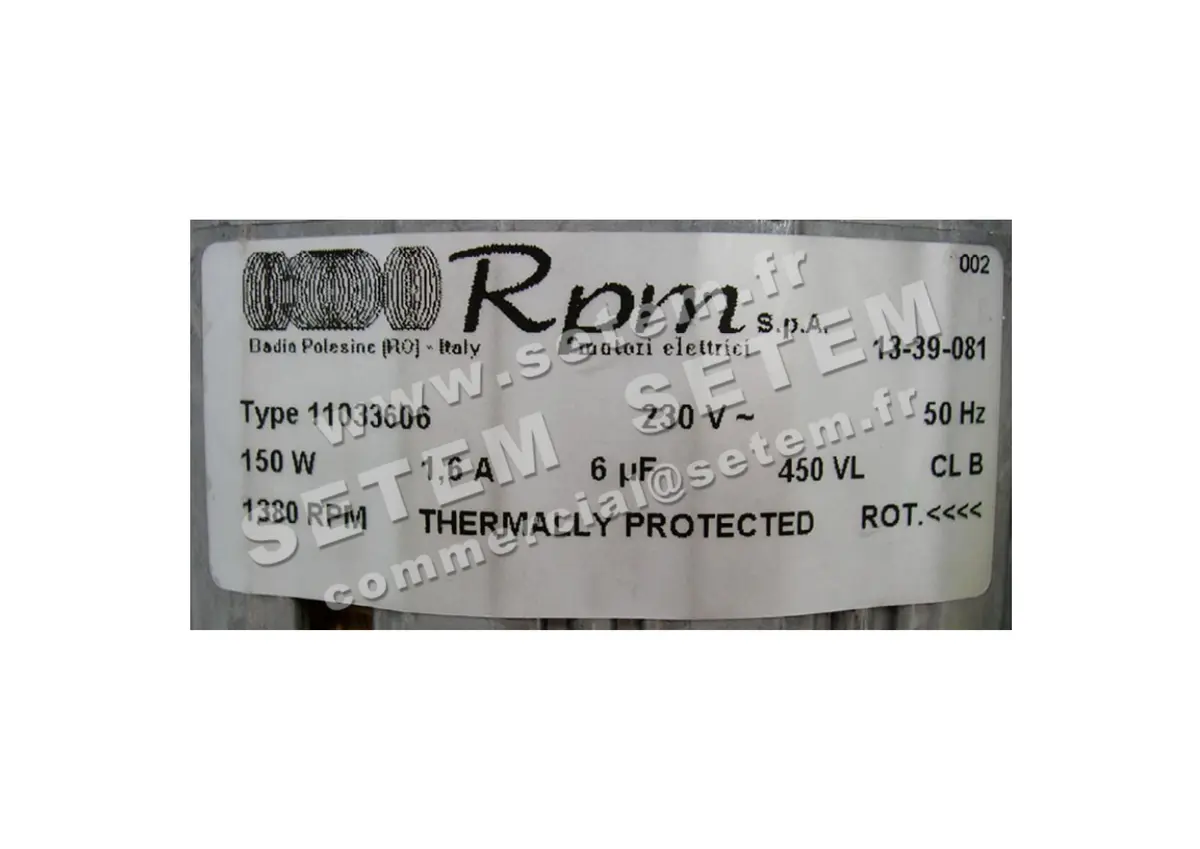 002
Rpm S.p.A.
Badia Polesine (RO) - Italy
motori elettrici
13-39-081
Type 11033606 230 V ~ 50 Hz
150 W 1,6 A 6 µF 450 VL CL B
1380 RPM THERMALLY PROTECTED ROT.<<<<
www.setem.fr
SETEM SETEM
commercial@setem.fr